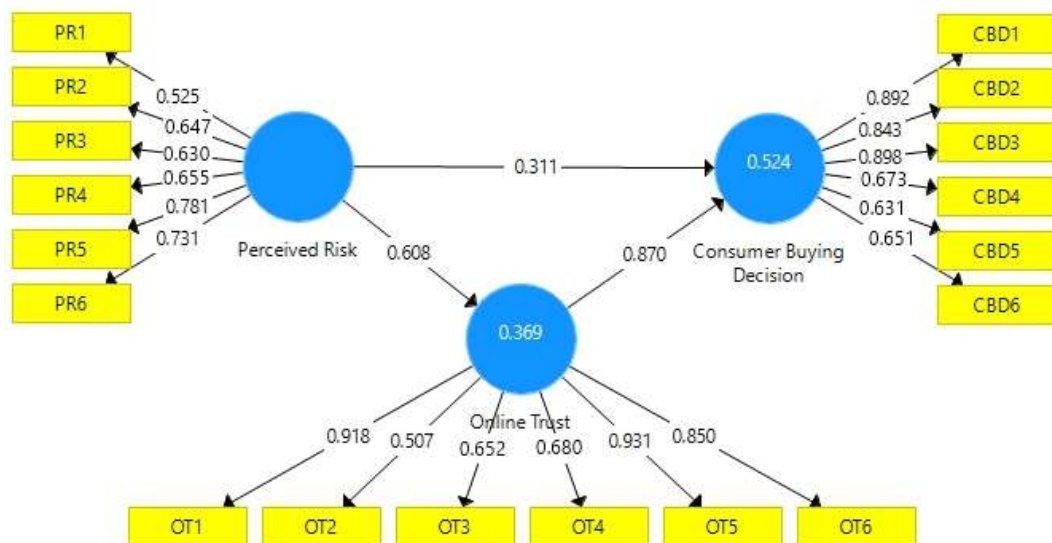 PR1
PR2
PR3
PR4
PR5
PR6
0.525
0.647
0.630
0.655
0.781
0.731
Perceived Risk
0.311
0.608
0.870
0.524
Consumer Buying
Decision
0.892
0.843
0.898
0.673
0.631
0.651
CBD1
CBD2
CBD3
CBD4
CBD5
CBD6
0.369
Online Trust
0.918
0.507
0.652
0.680
0.931
0.850
OT1
OT2
OT3
OT4
OT5
OT6